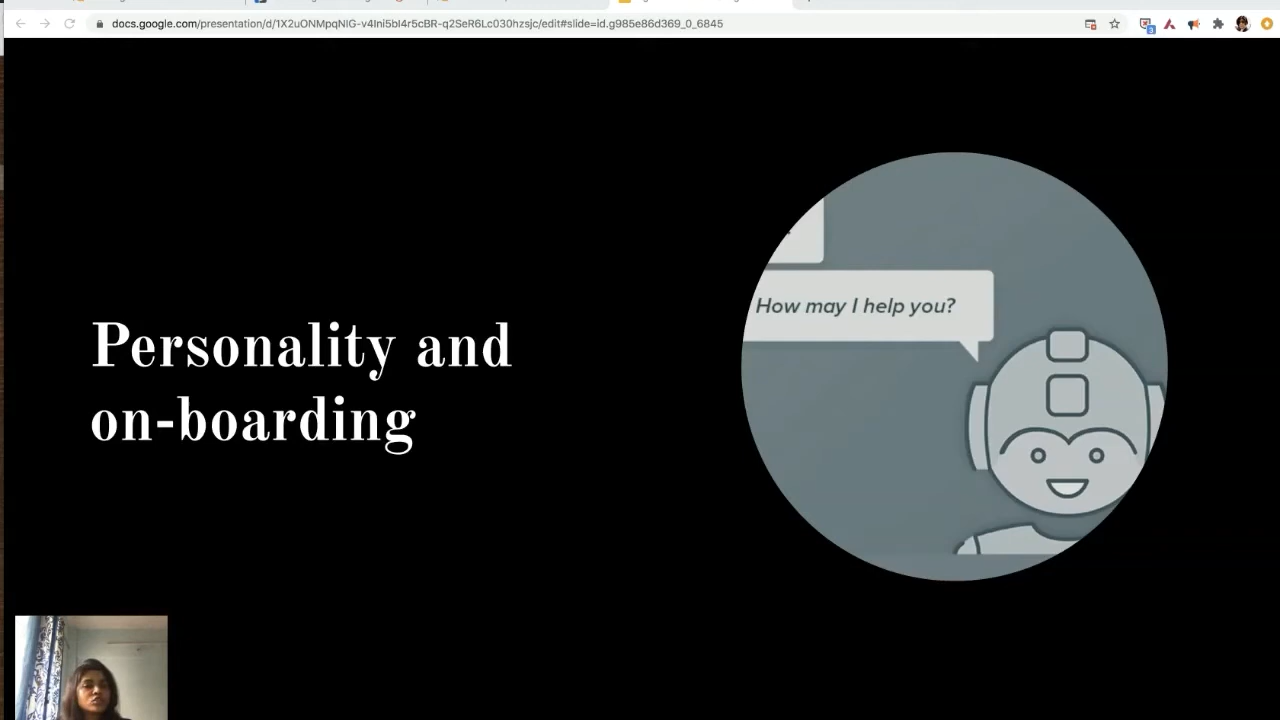 docs.google.com/presentation/d/1X2uONMpqNIG-v4Ini5bI4r5cBR-q2SeR6Lc030hzsjc/edit#slide=id.g985e86d369_0_6845
3
How may I help you?
Personality and
on-boarding